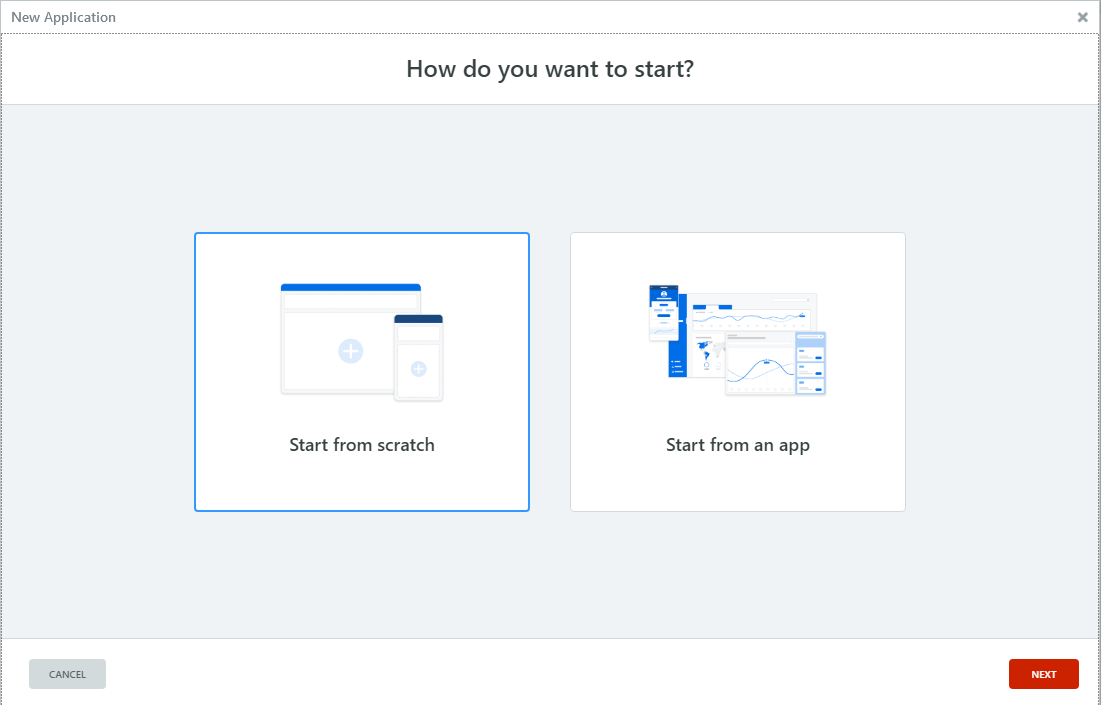 New Application
How do you want to start?
Start from scratch
Start from an app
CANCEL
NEXT